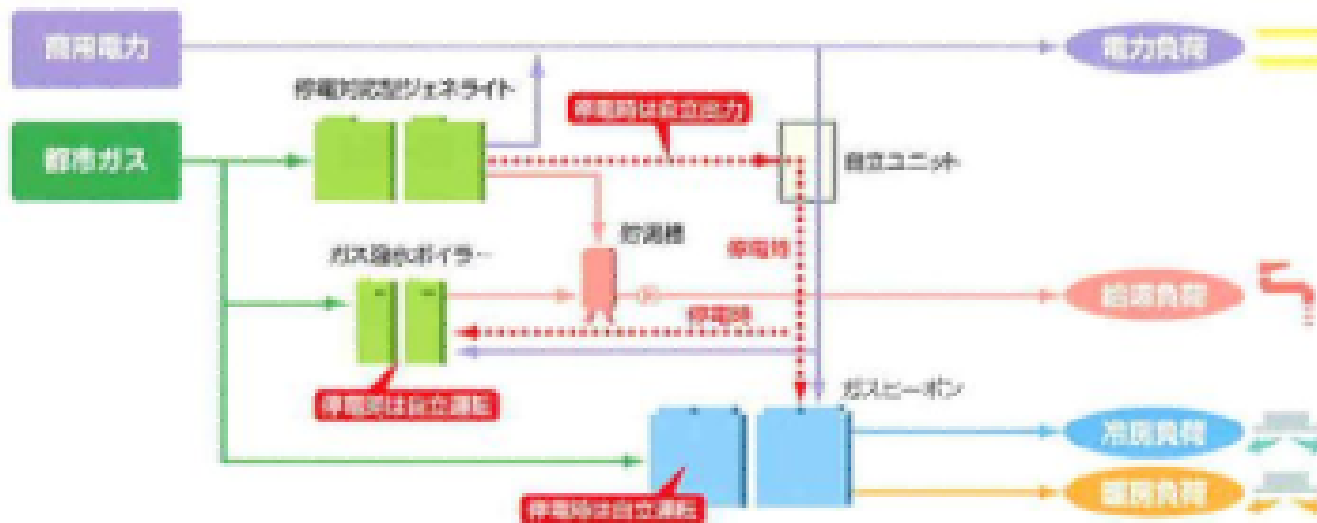 商用電力
電力負荷
停電対応型ジェネライト
停電時は自立出力
都市ガス
自立ユニット
貯湯槽
停電時
ガス温水ボイラー
給湯負荷
停電時
停電時は自立運転
ガスヒーポン
冷房負荷
暖房負荷
停電時は自立運転